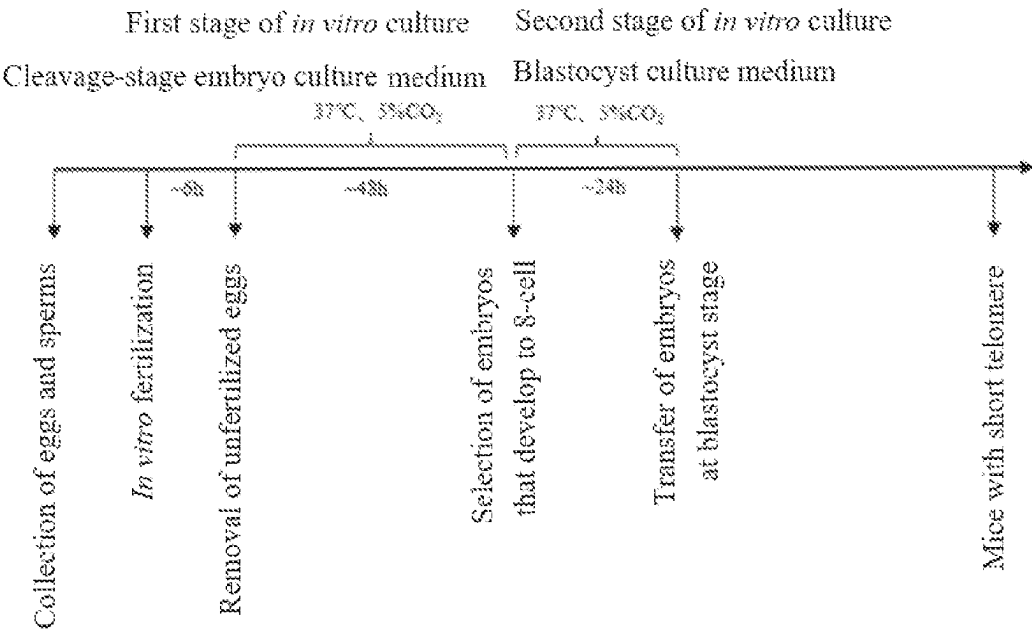 First stage of in vitro culture
Second stage of in vitro culture
Cleavage-stage embryo culture medium
Blastocyst culture medium
37°C、5%CO₂
37°C、5%CO₂
~6h
~48h
~24h
Collection of eggs and sperms
In vitro fertilization
Removal of unfertilized eggs
Selection of embryos
that develop to 8-cell
Transfer of embryos
at blastocyst stage
Mice with short telomere